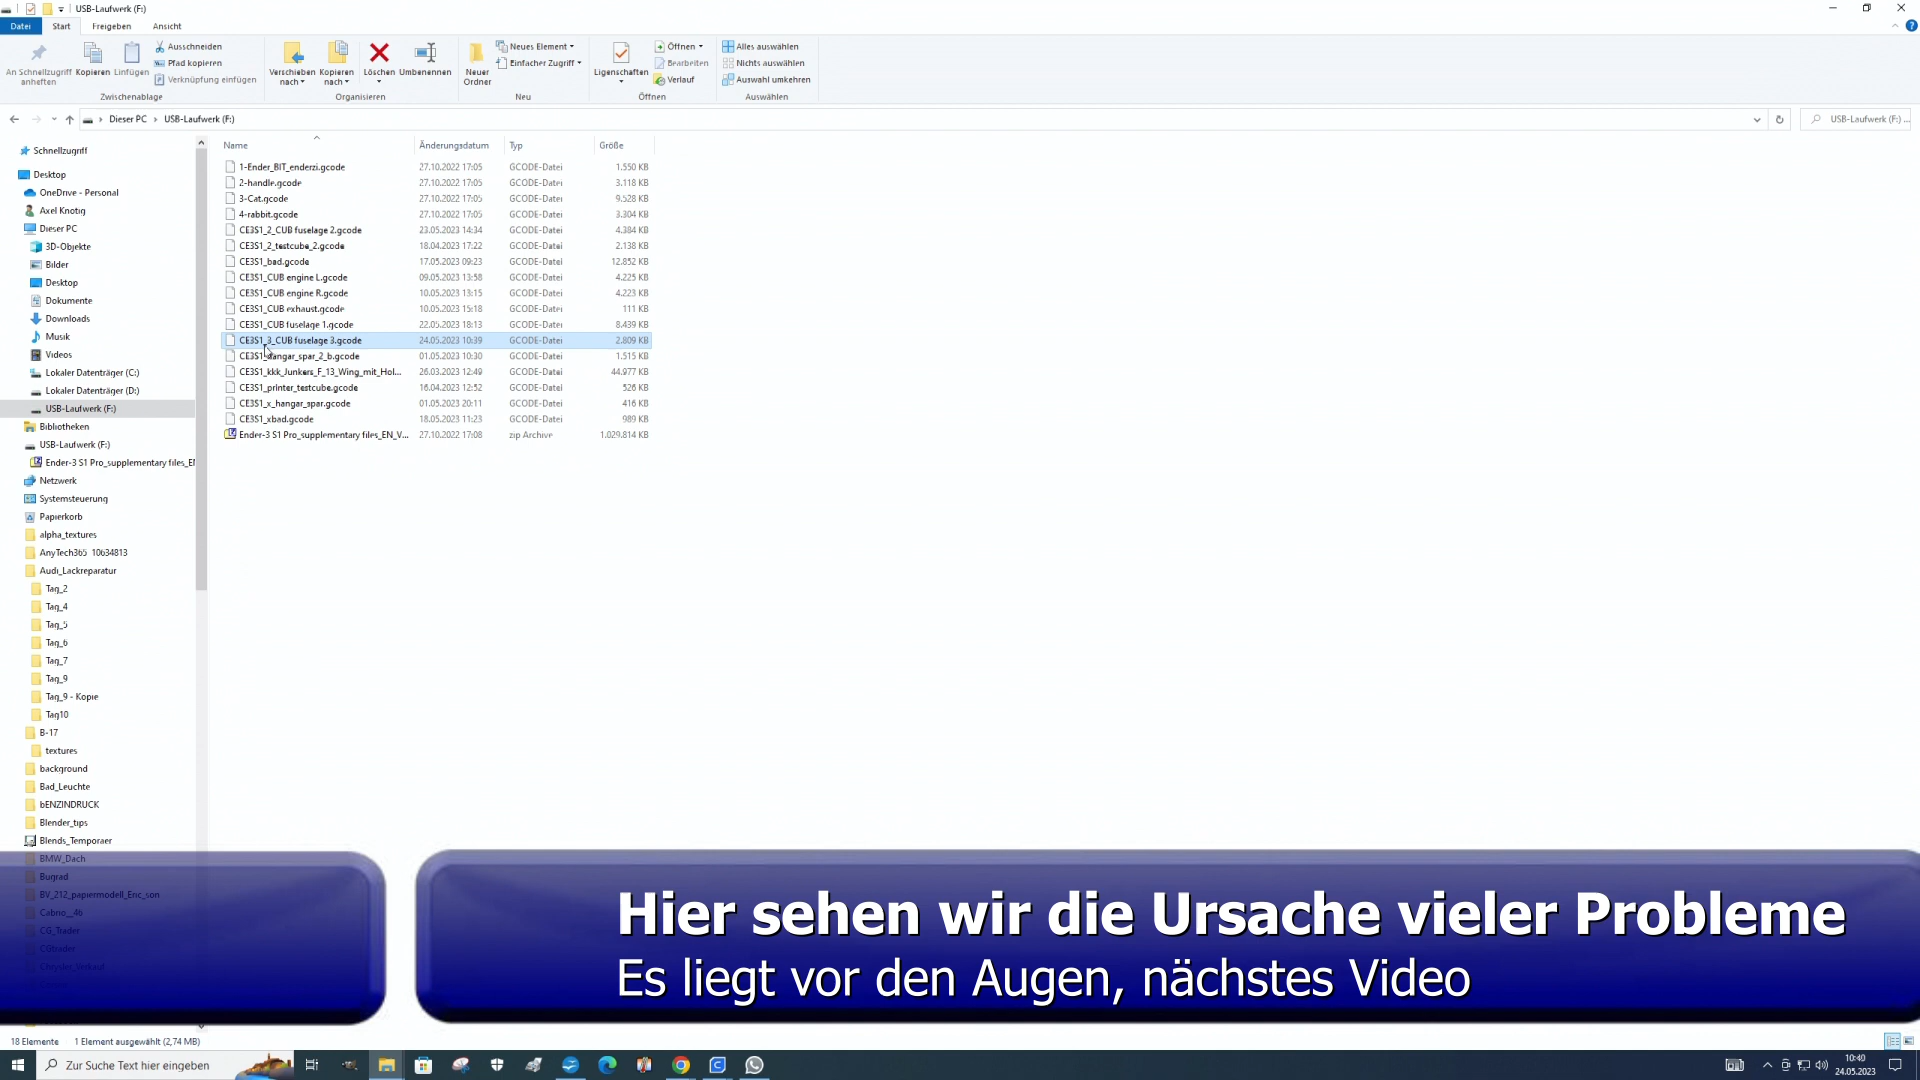 USB-Laufwerk (F:)
Datei Start Freigeben Ansicht
An Schnellzugriff anheften
Kopieren
Einfügen
Ausschneiden
Pfad kopieren
Verknüpfung einfügen
Zwischenablage
Verschieben nach
Kopieren nach
Löschen
Umbenennen
Organisieren
Neuer Ordner
Neues Element
Einfacher Zugriff
Neu
Eigenschaften
Öffnen
Bearbeiten
Verlauf
Öffnen
Alles auswählen
Nichts auswählen
Auswahl umkehren
Auswählen
Dieser PC > USB-Laufwerk (F:)
USB-Laufwerk (F:) ...
Schnellzugriff
Desktop
OneDrive - Personal
Axel Knotig
Dieser PC
3D-Objekte
Bilder
Desktop
Dokumente
Downloads
Musik
Videos
Lokaler Datenträger (C:)
Lokaler Datenträger (D:)
USB-Laufwerk (F:)
Bibliotheken
USB-Laufwerk (F:)
Ender-3 S1 Pro_supplementary files_EN
Netzwerk
Systemsteuerung
Papierkorb
alpha_textures
AnyTech365 10634813
Audi_Lackreparatur
Tag_2
Tag_4
Tag_5
Tag_6
Tag_7
Tag_9
Tag_9 - Kopie
Tag10
B-17
textures
background
Bad_Leuchte
bENZINDRUCK
Blender_tips
Blends_Temporaer
BMW_Dach
Bugrad
BV_212_papiermodell_Eric_son
CG_Trader
CGtrader
Name Änderungsdatum Typ Größe
1-Ender_BIT_enderzi.gcode 27.10.2022 17:05 GCODE-Datei 1.550 KB
2-handle.gcode 27.10.2022 17:05 GCODE-Datei 3.118 KB
3-Cat.gcode 27.10.2022 17:05 GCODE-Datei 9.528 KB
4-rabbit.gcode 27.10.2022 17:05 GCODE-Datei 3.304 KB
CE3S1_2_CUB fuselage 2.gcode 23.05.2023 14:34 GCODE-Datei 4.384 KB
CE3S1_2_testcube_2.gcode 18.04.2023 17:22 GCODE-Datei 2.138 KB
CE3S1_bad.gcode 17.05.2023 09:23 GCODE-Datei 12.852 KB
CE3S1_CUB engine L.gcode 09.05.2023 13:58 GCODE-Datei 4.225 KB
CE3S1_CUB engine R.gcode 10.05.2023 13:15 GCODE-Datei 4.223 KB
CE3S1_CUB exhaust.gcode 10.05.2023 15:18 GCODE-Datei 111 KB
CE3S1_CUB fuselage 1.gcode 22.05.2023 18:13 GCODE-Datei 8.439 KB
CE3S1_3_CUB fuselage 3.gcode 24.05.2023 10:39 GCODE-Datei 2.809 KB
CE3S1_hangar_spar_2_b.gcode 01.05.2023 10:30 GCODE-Datei 1.515 KB
CE3S1_kkk_Junkers_F_13_Wing_mit_Hol... 26.03.2023 12:49 GCODE-Datei 44.977 KB
CE3S1_printer_testcube.gcode 16.04.2023 12:52 GCODE-Datei 526 KB
CE3S1_x_hangar_spar.gcode 01.05.2023 20:11 GCODE-Datei 416 KB
CE3S1_xbad.gcode 18.05.2023 11:23 GCODE-Datei 989 KB
Ender-3 S1 Pro_supplementary files_EN_V... 27.10.2022 17:08 zip Archive 1.029.814 KB
Hier sehen wir die Ursache vieler Probleme
Es liegt vor den Augen, nächstes Video
18 Elemente 1 Element ausgewählt (2,74 MB)
Zur Suche Text hier eingeben
10:40
24.05.2023